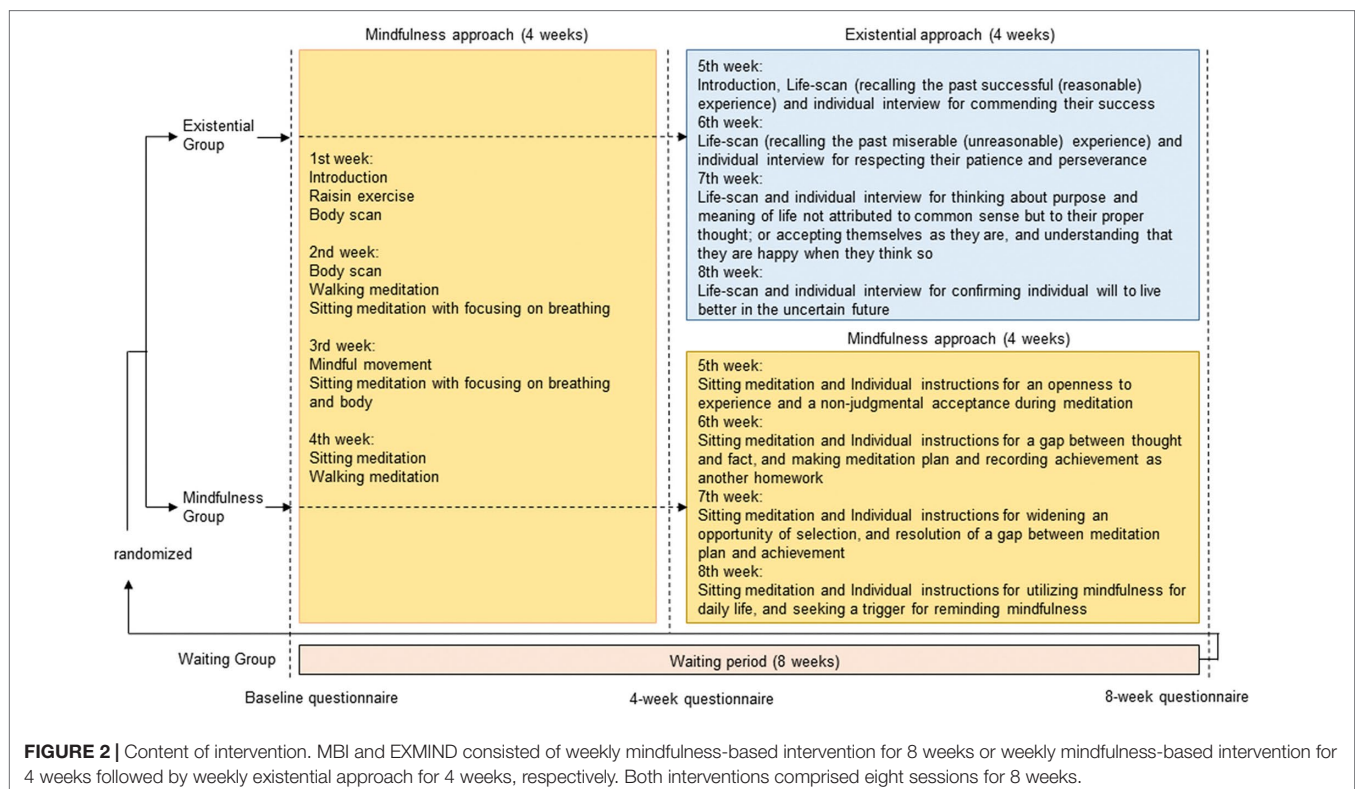 Mindfulness approach (4 weeks)
Existential approach (4 weeks)
Existential
Group
1st week:
Introduction
Raisin exercise
Body scan
2nd week:
Body scan
Walking meditation
Sitting meditation with focusing on breathing
3rd week:
Mindful movement
Sitting meditation with focusing on breathing
and body
4th week:
Sitting meditation
Walking meditation
5th week:
Introduction, Life-scan (recalling the past successful (reasonable)
experience) and individual interview for commending their success
6th week:
Life-scan (recalling the past miserable (unreasonable) experience) and
individual interview for respecting their patience and perseverance
7th week:
Life-scan and individual interview for thinking about purpose and
meaning of life not attributed to common sense but to their proper
thought; or accepting themselves as they are, and understanding that
they are happy when they think so
8th week:
Life-scan and individual interview for confirming individual will to live
better in the uncertain future
Mindfulness approach (4 weeks)
5th week:
Sitting meditation and Individual instructions for an openness to
experience and a non-judgmental acceptance during meditation
6th week:
Sitting meditation and Individual instructions for a gap between thought
and fact, and making meditation plan and recording achievement as
another homework
7th week:
Sitting meditation and Individual instructions for widening an
opportunity of selection, and resolution of a gap between meditation
plan and achievement
8th week:
Sitting meditation and Individual instructions for utilizing mindfulness for
daily life, and seeking a trigger for reminding mindfulness
Mindfulness
Group
randomized
Waiting Group
Waiting period (8 weeks)
Baseline questionnaire
4-week questionnaire
8-week questionnaire
FIGURE 2 | Content of intervention. MBI and EXMIND consisted of weekly mindfulness-based intervention for 8 weeks or weekly mindfulness-based intervention for
4 weeks followed by weekly existential approach for 4 weeks, respectively. Both interventions comprised eight sessions for 8 weeks.